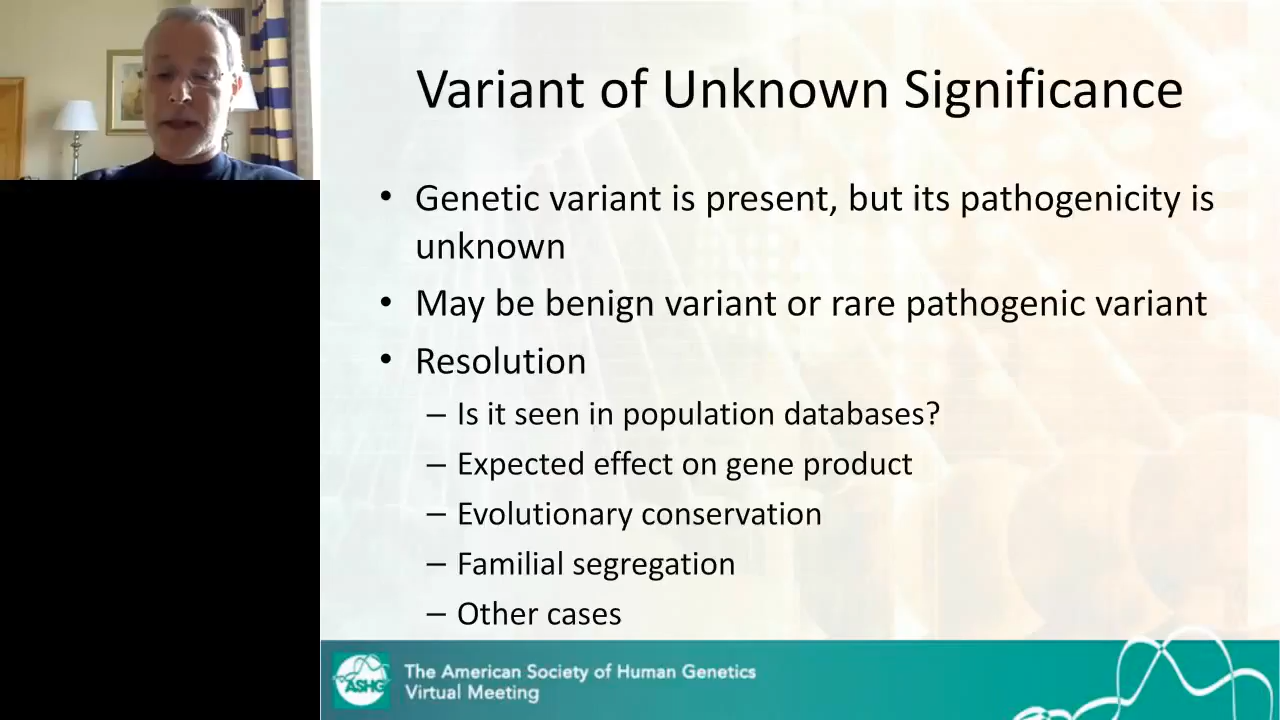 Variant of Unknown Significance
• Genetic variant is present, but its pathogenicity is
unknown
• May be benign variant or rare pathogenic variant
• Resolution
– Is it seen in population databases?
– Expected effect on gene product
– Evolutionary conservation
– Familial segregation
– Other cases
ASHG
The American Society of Human Genetics
Virtual Meeting